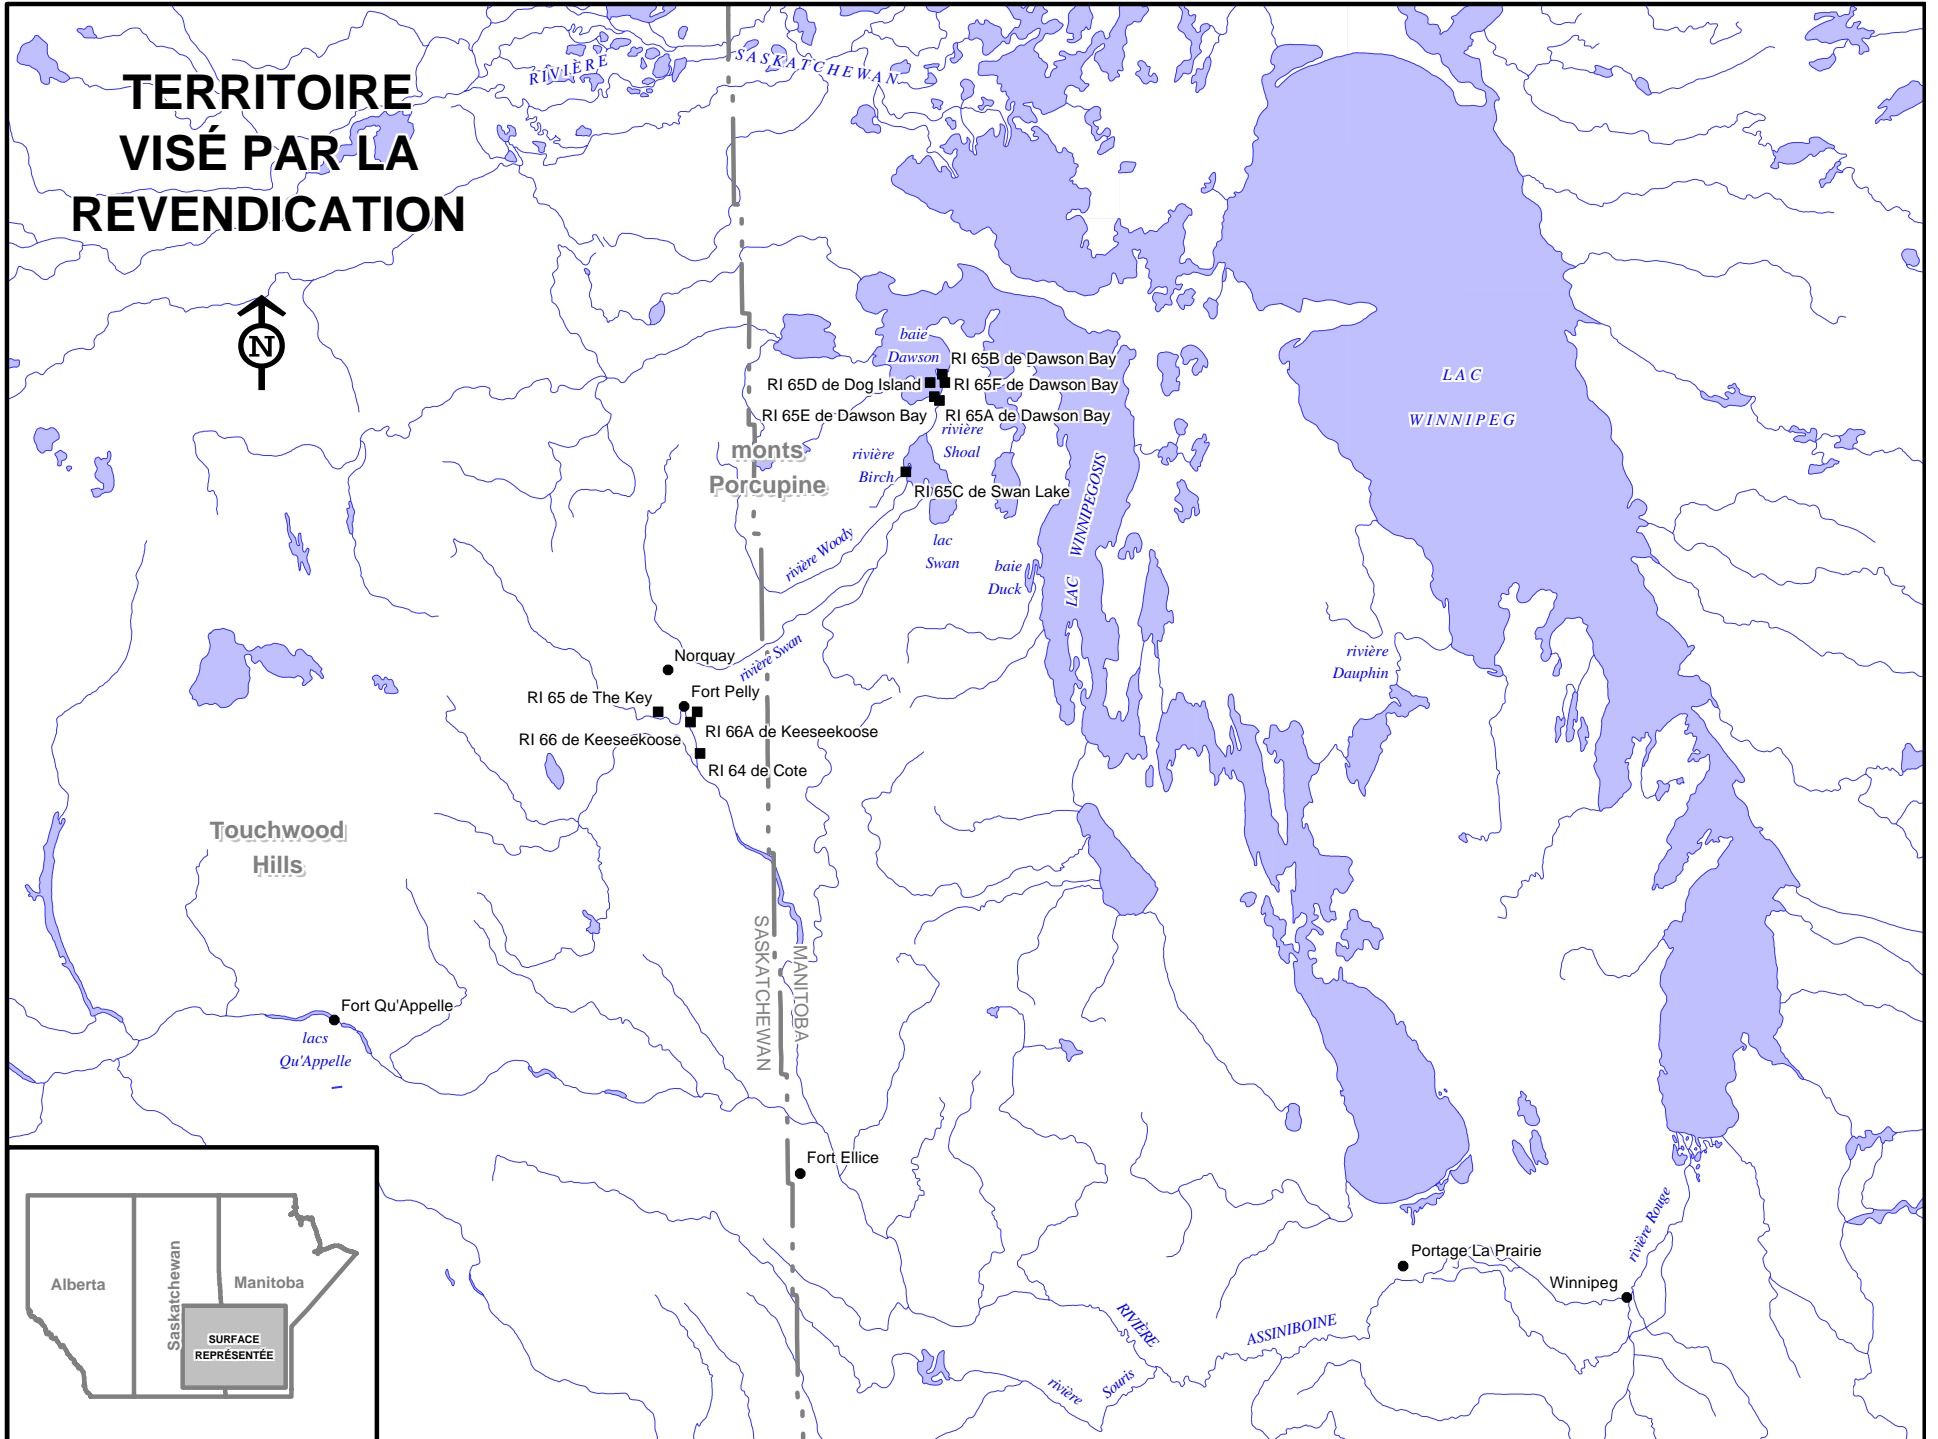 TERRITOIRE
VISÉ PAR LA
REVENDICATION
N
RIVIÈRE
SASKATCHEWAN
baie
Dawson
RI 65B de Dawson Bay
RI 65D de Dog Island
RI 65F de Dawson Bay
RI 65E de Dawson Bay
RI 65A de Dawson Bay
rivière
Shoal
monts
Porcupine
rivière
Birch
RI 65C de Swan Lake
LAC
WINNIPEG
LAC WINNIPEGOSIS
rivière Woody
lac
Swan
baie
Duck
rivière Swan
Norquay
rivière
Dauphin
RI 65 de The Key
Fort Pelly
RI 66 de Keeseekoose
RI 66A de Keeseekoose
RI 64 de Cote
Touchwood
Hills
SASKATCHEWAN
MANITOBA
Fort Qu'Appelle
lacs
Qu'Appelle
Fort Ellice
Portage La Prairie
Winnipeg
rivière Rouge
RIVIÈRE
ASSINIBOINE
rivière
Souris
Alberta
Saskatchewan
Manitoba
SURFACE
REPRÉSENTÉE